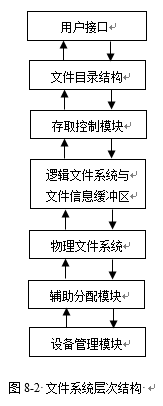 用户接口
文件目录结构
存取控制模块
逻辑文件系统与
文件信息缓冲区
物理文件系统
辅助分配模块
设备管理模块
图 8-2 文件系统层次结构